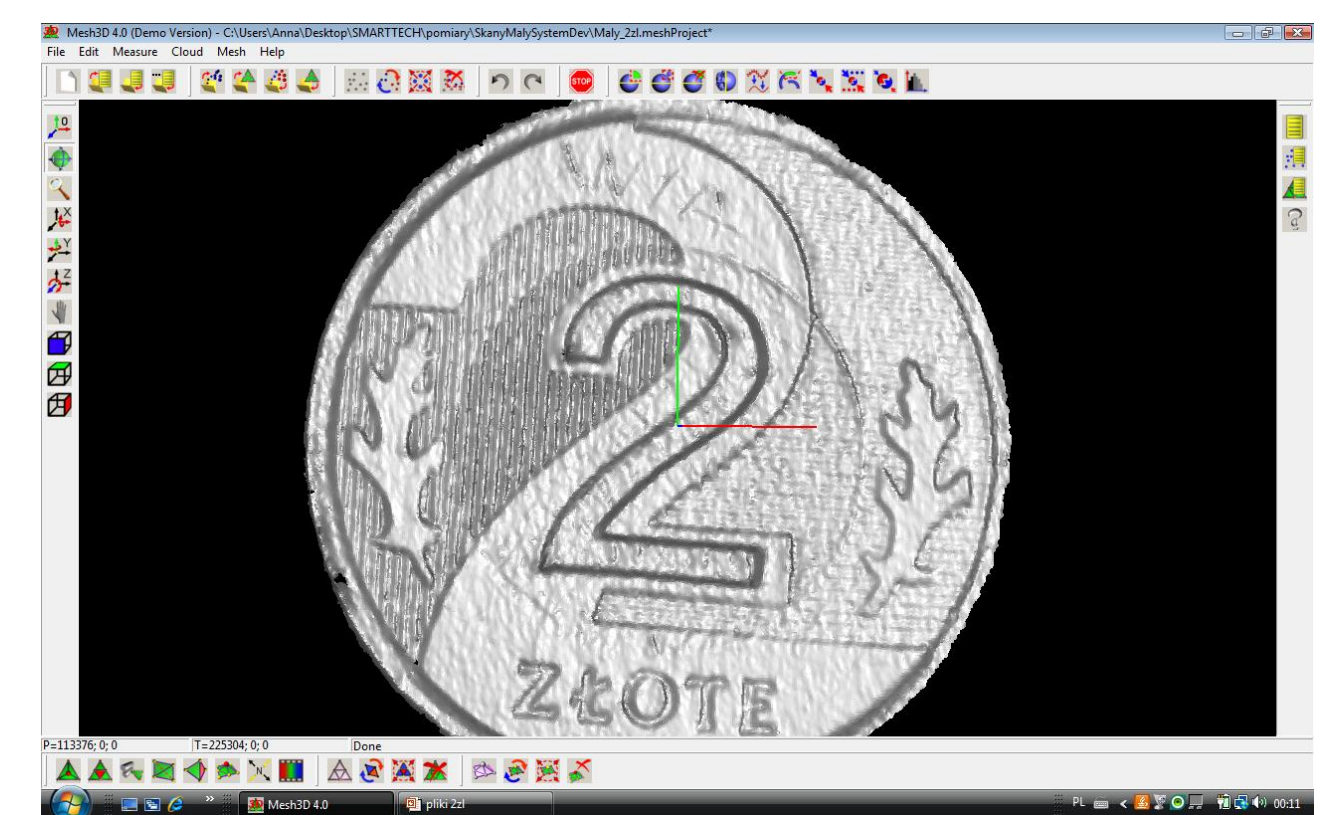 Mesh3D 4.0 (Demo Version) - C:\Users\Anna\Desktop\SMARTTECH\pomiary\SkanyMalySystemDev\Maly_2zl.meshProject*
File Edit Measure Cloud Mesh Help
STOP
0
X
Y
Z
2
ZŁOTE
P=113376; 0; 0 T=225304; 0; 0 Done
N
Mesh3D 4.0 pliki 2zl PL 00:11